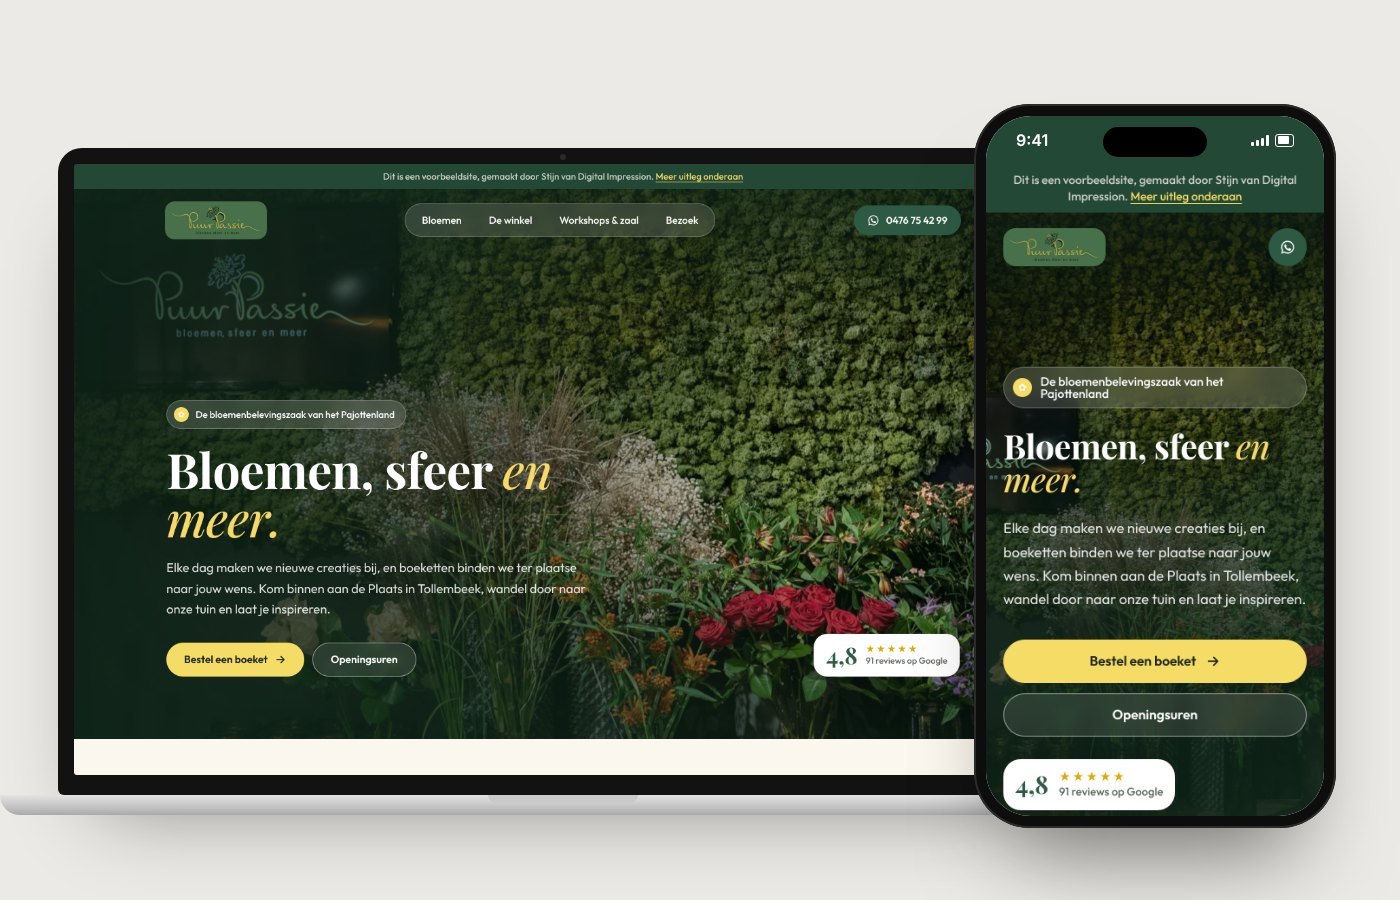 Dit is een voorbeeldsite, gemaakt door Stijn van Digital Impression. Meer uitleg onderaan
PuurPassie
Bloemen
De winkel
Workshops & zaal
Bezoek
0476 75 42 99
PuurPassie
bloemen, sfeer en meer
De bloemenbelevingszaak van het Pajottenland
Bloemen, sfeer en
meer.
Elke dag maken we nieuwe creaties bij, en boeketten binden we ter plaatse
naar jouw wens. Kom binnen aan de Plaats in Tollembeek, wandel door naar
onze tuin en laat je inspireren.
Bestel een boeket →
Openingsuren
4,8
★★★★★
91 reviews op Google
9:41
Dit is een voorbeeldsite, gemaakt door Stijn van Digital
Impression. Meer uitleg onderaan
PuurPassie
De bloemenbelevingszaak van het
Pajottenland
Bloemen, sfeer en
meer.
Elke dag maken we nieuwe creaties bij, en
boeketten binden we ter plaatse naar jouw
wens. Kom binnen aan de Plaats in Tollembeek,
wandel door naar onze tuin en laat je inspireren.
Bestel een boeket →
Openingsuren
4,8
★★★★★
91 reviews op Google